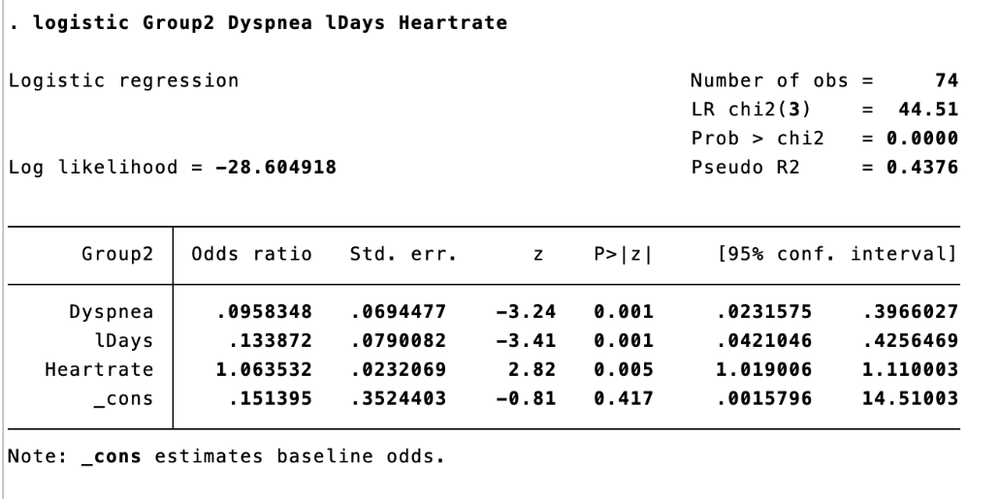 . logistic Group2 Dyspnea lDays Heartrate
Logistic regression Number of obs = 74
LR chi2(3) = 44.51
Prob > chi2 = 0.0000
Log likelihood = -28.604918 Pseudo R2 = 0.4376
Group2 Odds ratio Std. err. z P>|z| [95% conf. interval]
Dyspnea .0958348 .0694477 -3.24 0.001 .0231575 .3966027
lDays .133872 .0790082 -3.41 0.001 .0421046 .4256469
Heartrate 1.063532 .0232069 2.82 0.005 1.019006 1.110003
_cons .151395 .3524403 -0.81 0.417 .0015796 14.51003
Note: _cons estimates baseline odds.